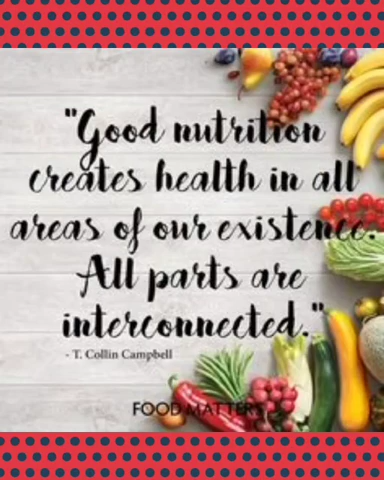 "Good nutrition
creates health in all
areas of our existence.
All parts are
interconnected."
- T. Collin Campbell
FOOD MATTERS